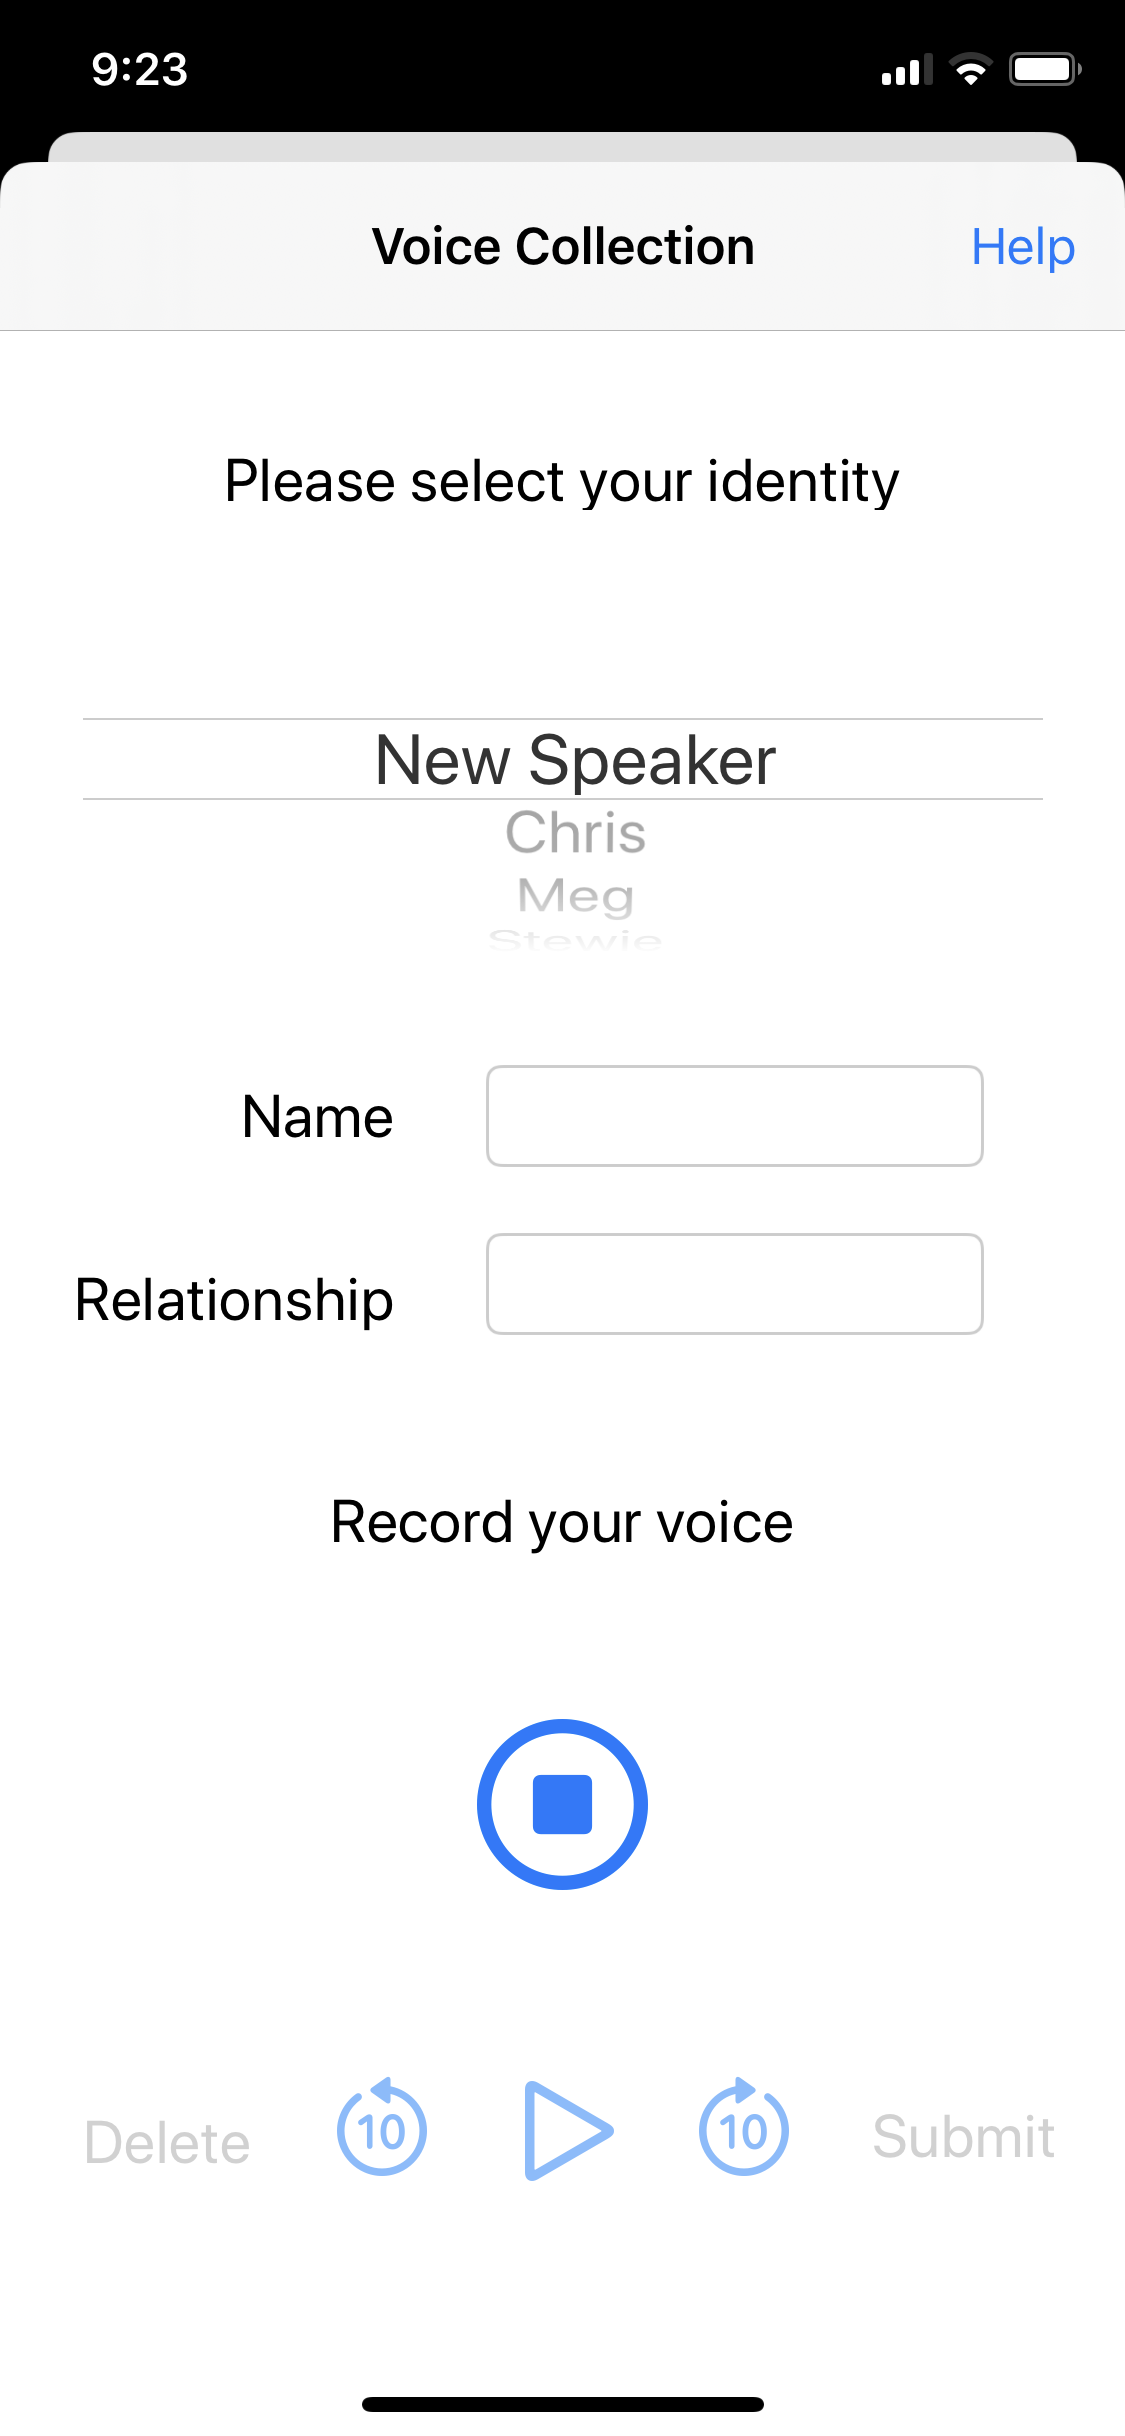 9:23
Voice Collection
Help
Please select your identity
New Speaker
Chris
Meg
Stewie
Name
Relationship
Record your voice
Delete
10
10
Submit